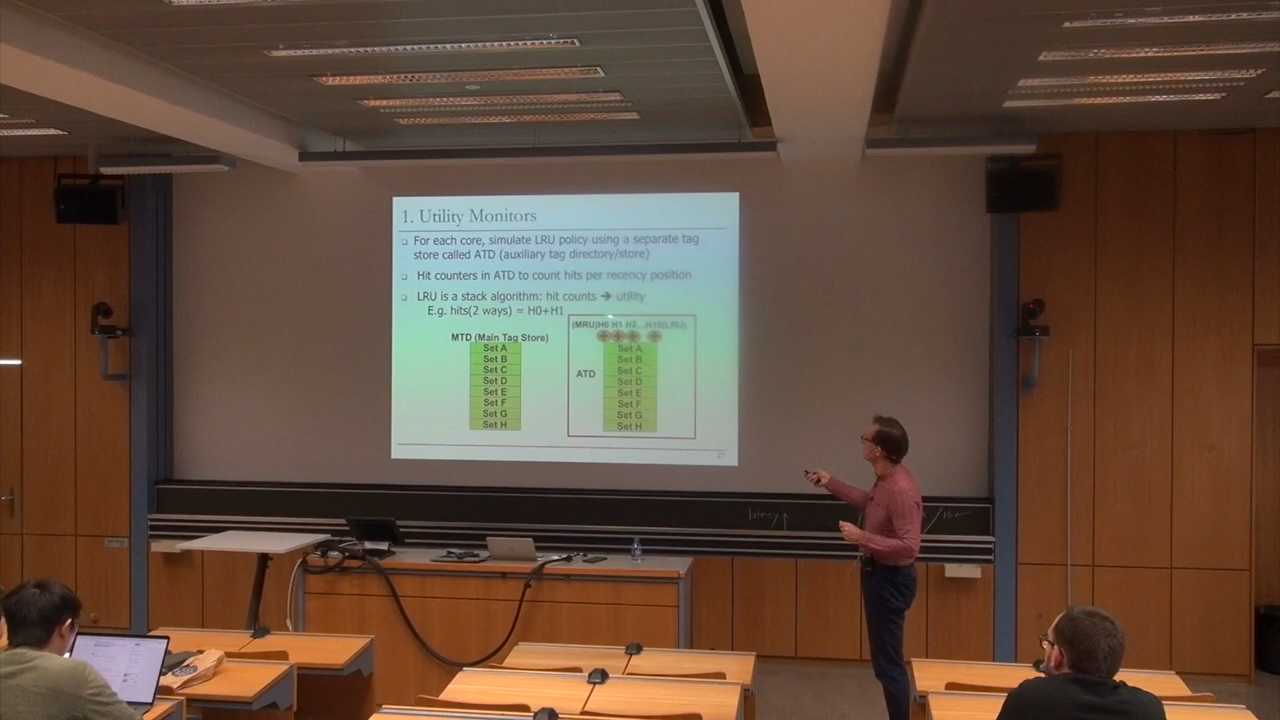 1. Utility Monitors
For each core, simulate LRU policy using a separate tag
store called ATD (auxiliary tag directory/store)
Hit counters in ATD to count hits per recency position
LRU is a stack algorithm: hit counts ➔ utility
E.g. hits(2 ways) = H0+H1
MTD (Main Tag Store)
Set A
Set B
Set C
Set D
Set E
Set F
Set G
Set H
(MRU)H0 H1 H2...H15(LRU)
ATD
Set A
Set B
Set C
Set D
Set E
Set F
Set G
Set H
27
latency